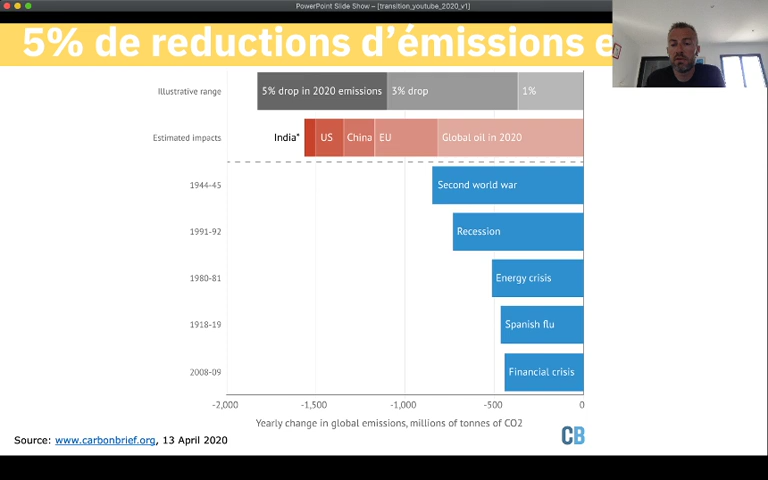 PowerPoint Slide Show – [transition_youtube_2020_v1]
5% de reductions d’émissions e
Illustrative range
5% drop in 2020 emissions 3% drop 1%
Estimated impacts
India* US China EU Global oil in 2020
1944-45 Second world war
1991-92 Recession
1980-81 Energy crisis
1918-19 Spanish flu
2008-09 Financial crisis
-2,000 -1,500 -1,000 -500 0
Yearly change in global emissions, millions of tonnes of CO2
CB
Source: www.carbonbrief.org, 13 April 2020